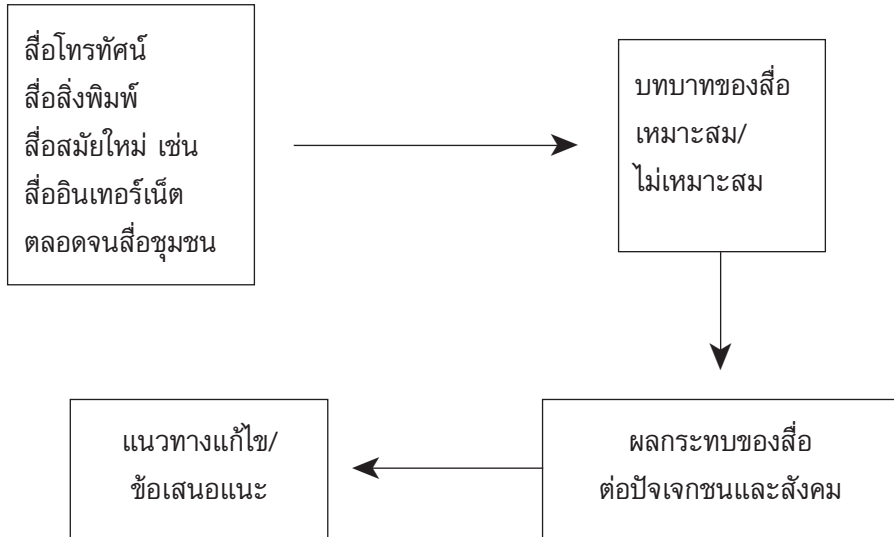 สื่อโทรทัศน์
สื่อสิ่งพิมพ์
สื่อสมัยใหม่ เช่น
สื่ออินเทอร์เน็ต
ตลอดจนสื่อชุมชน
บทบาทของสื่อ
เหมาะสม/
ไม่เหมาะสม
ผลกระทบของสื่อ
ต่อปัจเจกชนและสังคม
แนวทางแก้ไข/
ข้อเสนอแนะ